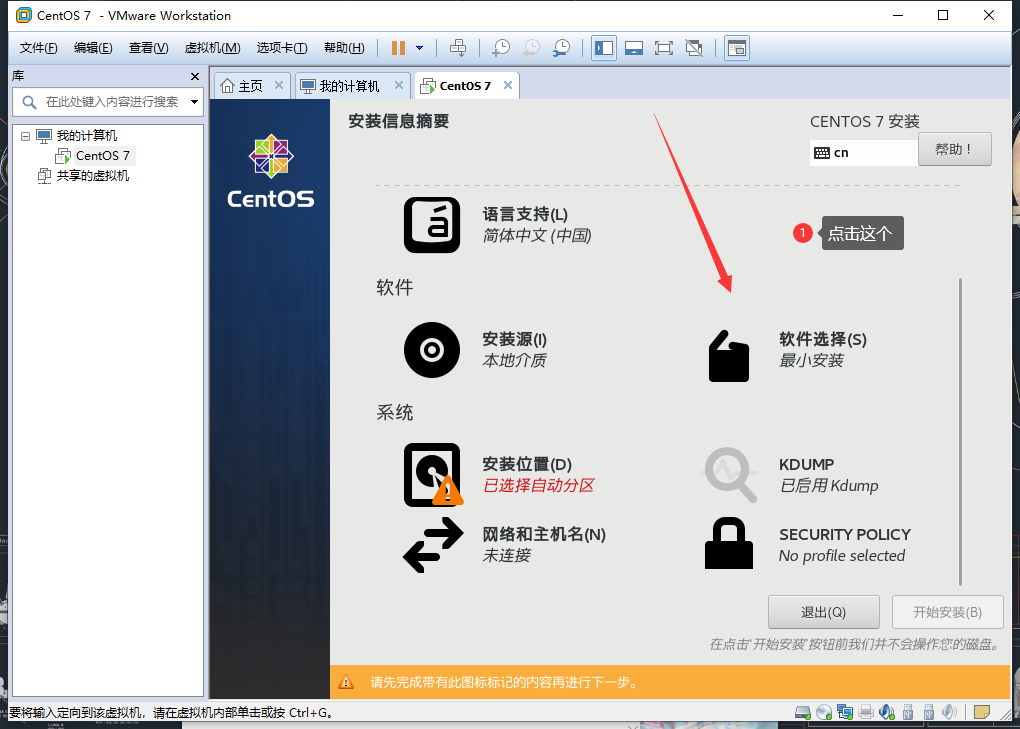 CentOS 7 - VMware Workstation
文件(F) 编辑(E) 查看(V) 虚拟机(M) 选项卡(T) 帮助(H)
库
在此处键入内容进行搜索
我的计算机
CentOS 7
共享的虚拟机
主页 我的计算机 CentOS 7
CentOS
安装信息摘要
CENTOS 7 安装
cn
帮助！
语言支持(L)
简体中文 (中国)
1 点击这个
软件
安装源(I)
本地介质
软件选择(S)
最小安装
系统
安装位置(D)
已选择自动分区
KDUMP
已启用 Kdump
网络和主机名(N)
未连接
SECURITY POLICY
No profile selected
退出(Q) 开始安装(B)
在点击'开始安装'按钮前我们并不会操作您的磁盘。
请先完成带有此图标标记的内容再进行下一步。
要将输入定向到该虚拟机，请在虚拟机内部单击或按 Ctrl+G。